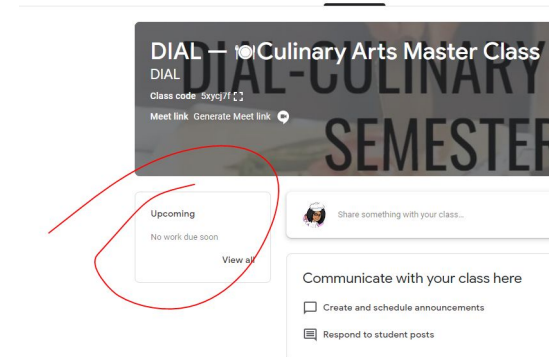 DIAL — 🍽Culinary Arts Master Class
DIAL
DIAL-CULINARY
Class code 5xycj7f
Meet link Generate Meet link
SEMESTER
Upcoming
No work due soon
View all
Share something with your class...
Communicate with your class here
Create and schedule announcements
Respond to student posts